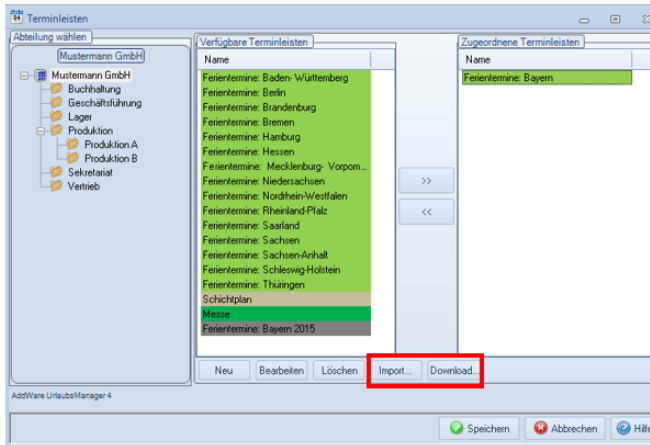 Terminleisten
Abteilung wählen
Mustermann GmbH
Mustermann GmbH
Buchhaltung
Geschäftsführung
Lager
Produktion
Produktion A
Produktion B
Sekretariat
Vertrieb
Verfügbare Terminleisten
Name
Ferientermine: Baden- Württemberg
Ferientermine: Berlin
Ferientermine: Brandenburg
Ferientermine: Bremen
Ferientermine: Hamburg
Ferientermine: Hessen
Ferientermine: Mecklenburg- Vorpom...
Ferientermine: Niedersachsen
Ferientermine: Nordrhein-Westfalen
Ferientermine: Rheinland-Pfalz
Ferientermine: Saarland
Ferientermine: Sachsen
Ferientermine: Sachsen-Anhalt
Ferientermine: Schleswig-Holstein
Ferientermine: Thüringen
Schichtplan
Messe
Ferientermine: Bayern 2015
>>
<<
Zugeordnene Terminleisten
Name
Ferientermine: Bayern
Neu Bearbeiten Löschen Import... Download...
AddWare UrlaubsManager 4
Speichern Abbrechen Hilfe